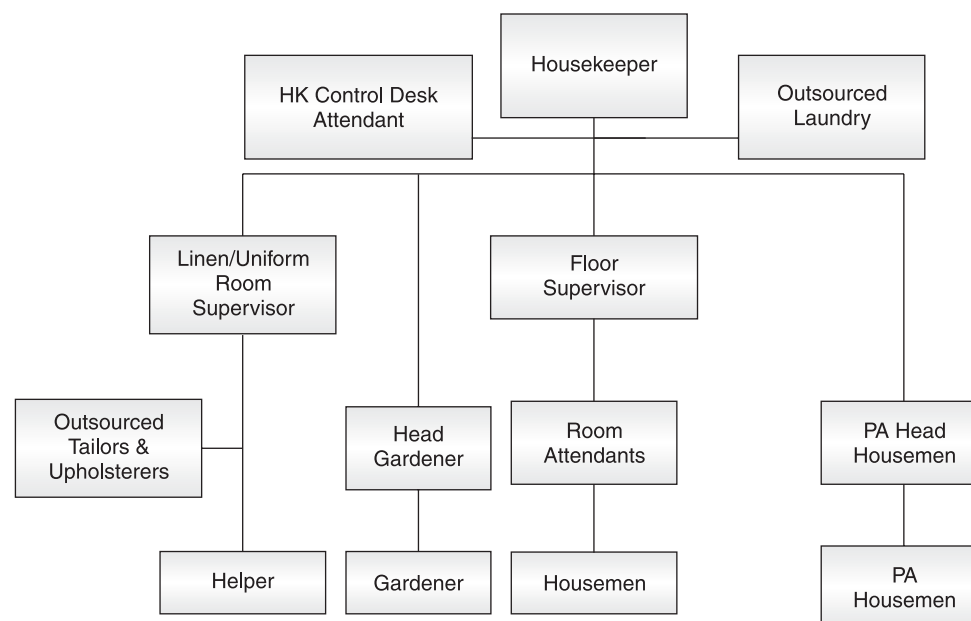 Housekeeper
HK Control Desk
Attendant
Outsourced
Laundry
Linen/Uniform
Room
Supervisor
Floor
Supervisor
Outsourced
Tailors &
Upholsterers
Head
Gardener
Room
Attendants
PA Head
Housemen
Helper
Gardener
Housemen
PA
Housemen